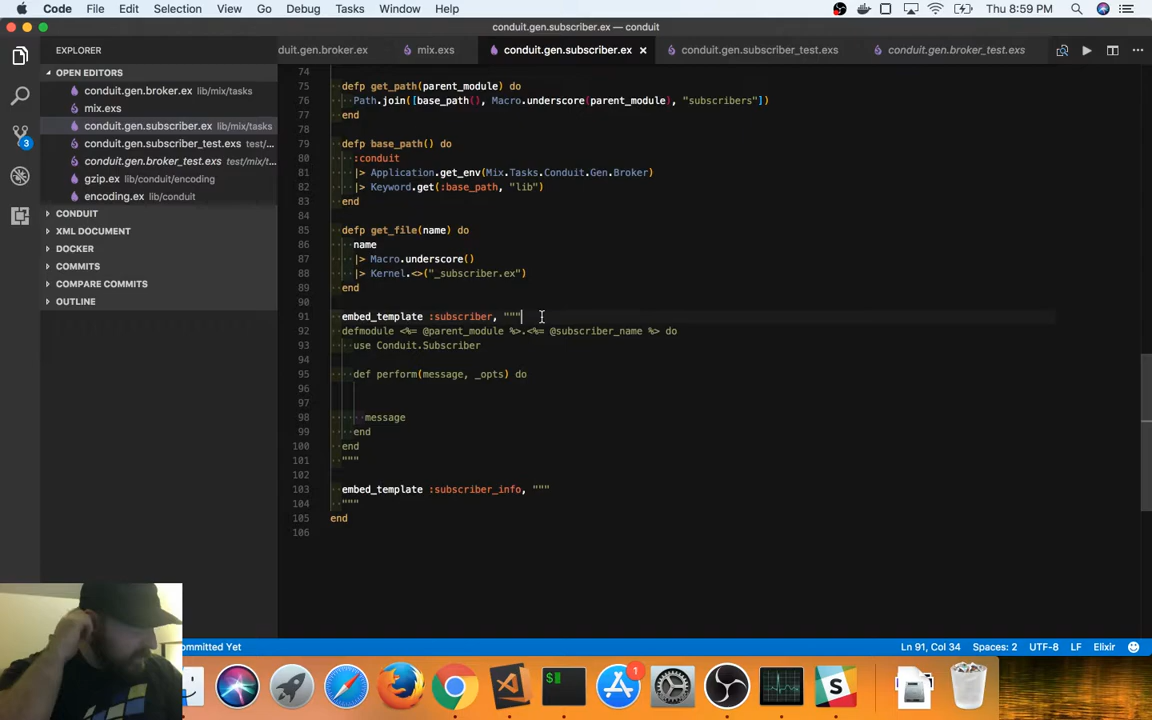 Code File Edit Selection View Go Debug Tasks Window Help
Thu 8:59 PM
conduit.gen.subscriber.ex — conduit
EXPLORER
duit.gen.broker.ex
mix.exs
conduit.gen.subscriber.ex
conduit.gen.subscriber_test.exs
conduit.gen.broker_test.exs
OPEN EDITORS
conduit.gen.broker.ex lib/mix/tasks
mix.exs
conduit.gen.subscriber.ex lib/mix/tasks
conduit.gen.subscriber_test.exs test/...
conduit.gen.broker_test.exs test/mix/t...
gzip.ex lib/conduit/encoding
encoding.ex lib/conduit
CONDUIT
XML DOCUMENT
DOCKER
COMMITS
COMPARE COMMITS
OUTLINE
3
74
75 defp get_path(parent_module) do
76 Path.join([base_path(), Macro.underscore(parent_module), "subscribers"])
77 end
78
79 defp base_path() do
80 :conduit
81 |> Application.get_env(Mix.Tasks.Conduit.Gen.Broker)
82 |> Keyword.get(:base_path, "lib")
83 end
84
85 defp get_file(name) do
86 name
87 |> Macro.underscore()
88 |> Kernel.<>("_subscriber.ex")
89 end
90
91 embed_template :subscriber, """
92 defmodule <%= @parent_module %>.<%= @subscriber_name %> do
93 use Conduit.Subscriber
94
95 def perform(message, _opts) do
96
97
98 message
99 end
100 end
101 """
102
103 embed_template :subscriber_info, """
104 """
105 end
106
ommitted Yet
Ln 91, Col 34 Spaces: 2 UTF-8 LF Elixir
$
1
S